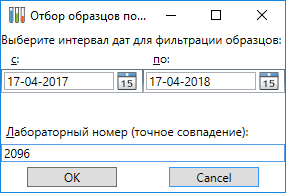 Отбор образцов по...
Выберите интервал дат для фильтрации образцов:
с: по:
17-04-2017 15 17-04-2018 15
Лабораторный номер (точное совпадение):
2096
OK Cancel